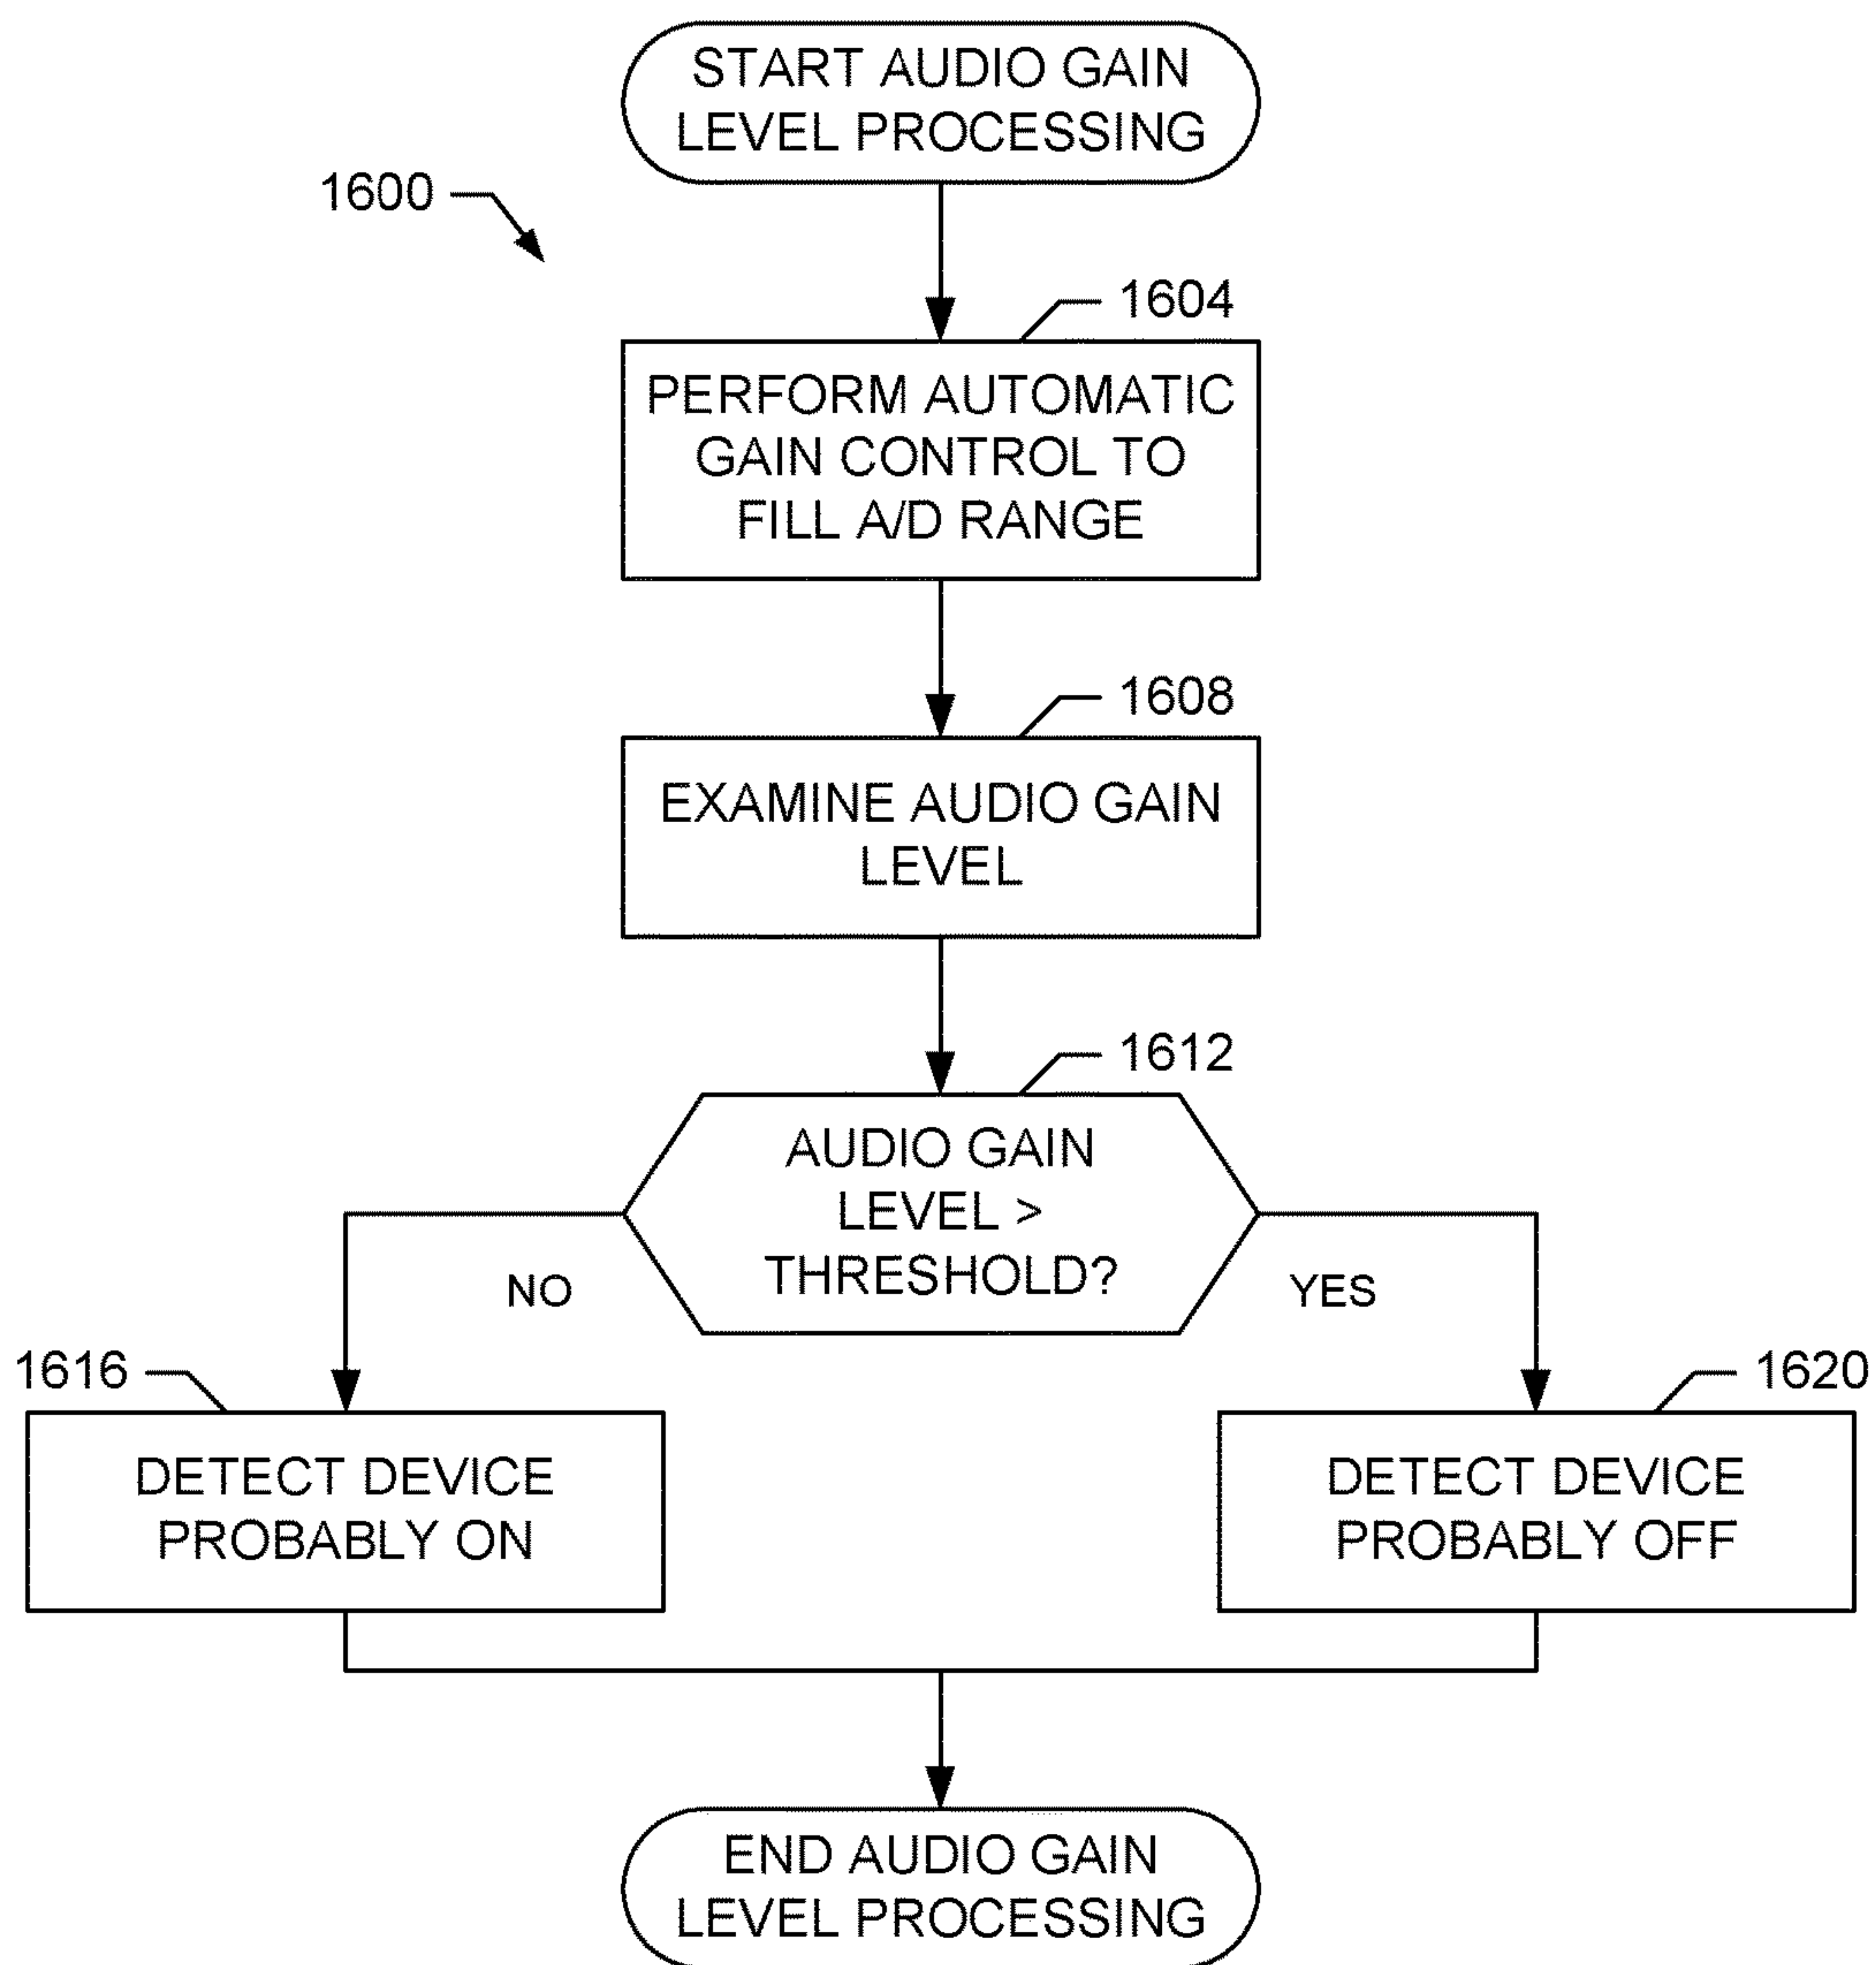 START AUDIO GAIN
LEVEL PROCESSING
1600
1604
PERFORM AUTOMATIC
GAIN CONTROL TO
FILL A/D RANGE
1608
EXAMINE AUDIO GAIN
LEVEL
1612
AUDIO GAIN
LEVEL >
THRESHOLD?
NO
YES
1616
1620
DETECT DEVICE
PROBABLY ON
DETECT DEVICE
PROBABLY OFF
END AUDIO GAIN
LEVEL PROCESSING